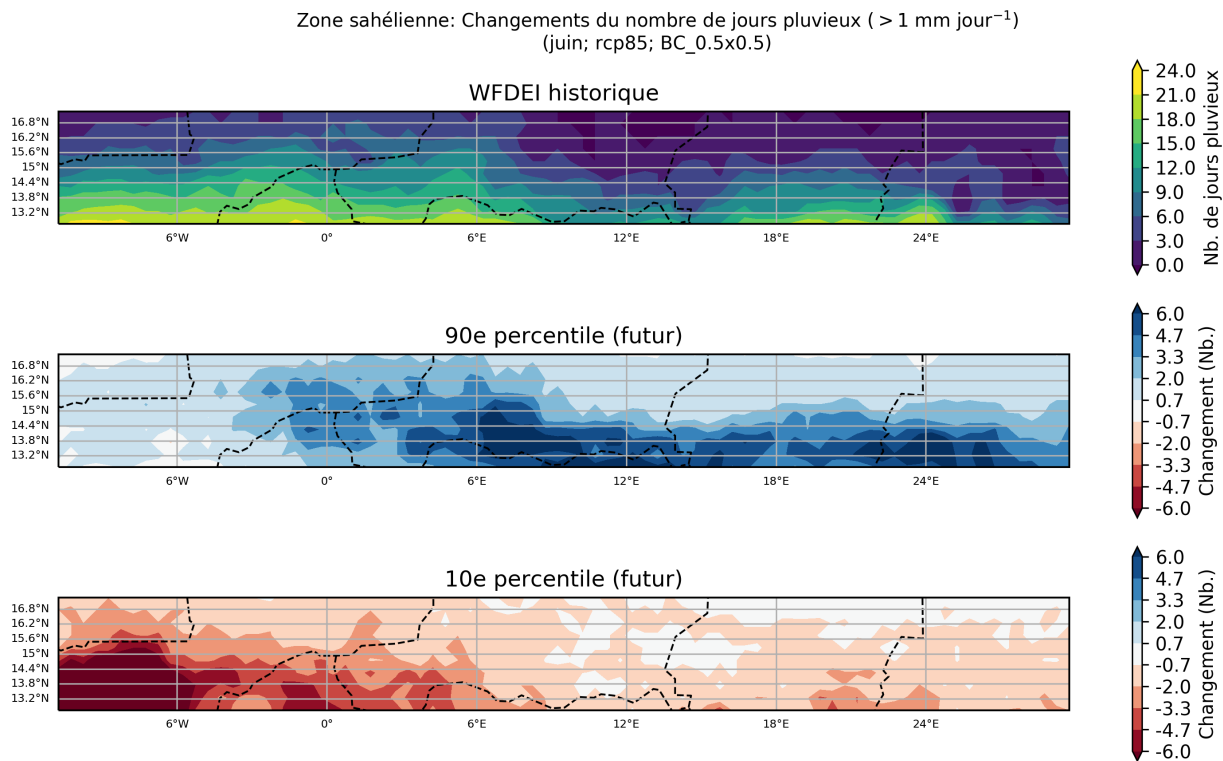 Zone sahélienne: Changements du nombre de jours pluvieux ( > 1 mm jour⁻¹)
(juin; rcp85; BC_0.5x0.5)
WFDEI historique
16.8°N
16.2°N
15.6°N
15°N
14.4°N
13.8°N
13.2°N
6°W 0° 6°E 12°E 18°E 24°E
24.0
21.0
18.0
15.0
12.0
9.0
6.0
3.0
0.0
Nb. de jours pluvieux
90e percentile (futur)
16.8°N
16.2°N
15.6°N
15°N
14.4°N
13.8°N
13.2°N
6°W 0° 6°E 12°E 18°E 24°E
6.0
4.7
3.3
2.0
0.7
-0.7
-2.0
-3.3
-4.7
-6.0
Changement (Nb.)
10e percentile (futur)
16.8°N
16.2°N
15.6°N
15°N
14.4°N
13.8°N
13.2°N
6°W 0° 6°E 12°E 18°E 24°E
6.0
4.7
3.3
2.0
0.7
-0.7
-2.0
-3.3
-4.7
-6.0
Changement (Nb.)